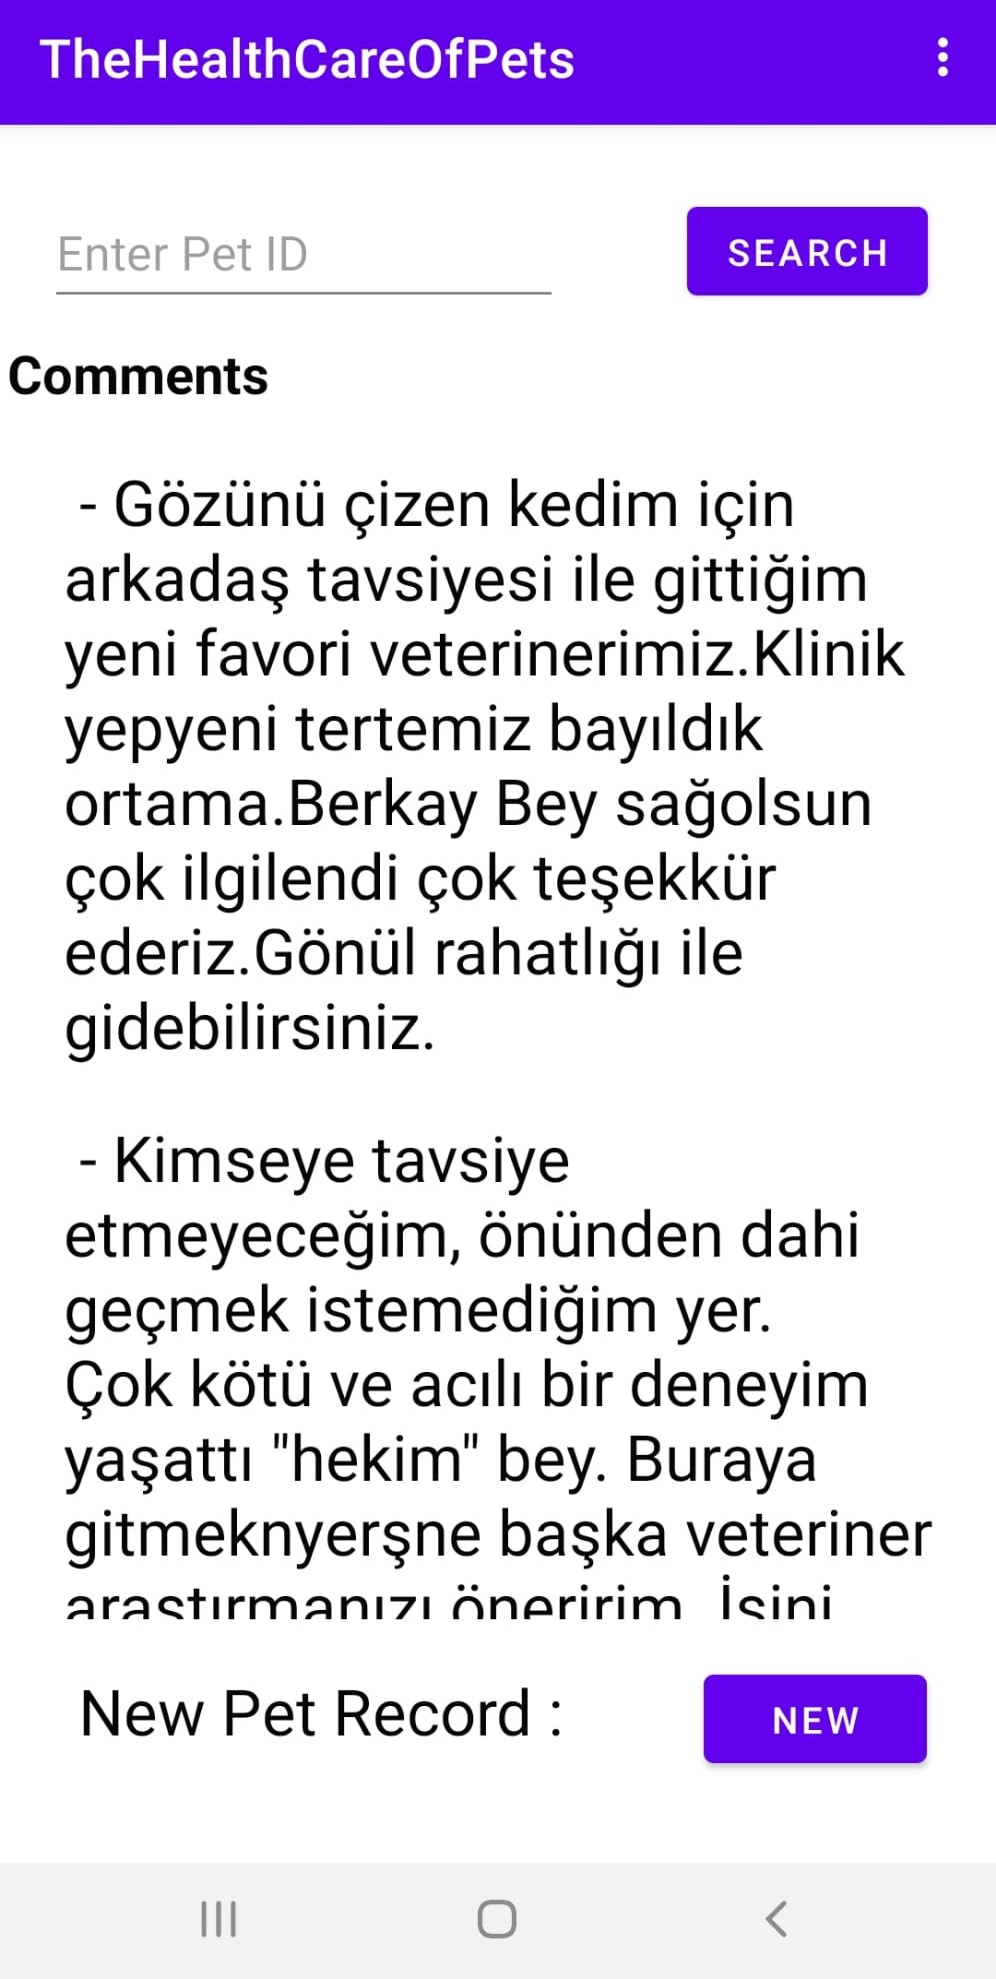 TheHealthCareOfPets
Enter Pet ID
SEARCH
Comments
- Gözünü çizen kedim için
arkadaş tavsiyesi ile gittiğim
yeni favori veterinerimiz.Klinik
yepyeni tertemiz bayıldık
ortama.Berkay Bey sağolsun
çok ilgilendi çok teşekkür
ederiz.Gönül rahatlığı ile
gidebilirsiniz.
- Kimseye tavsiye
etmeyeceğim, önünden dahi
geçmek istemediğim yer.
Çok kötü ve acılı bir deneyim
yaşattı "hekim" bey. Buraya
gitmeknyerşne başka veteriner
araştırmanızı öneririm. İşini
New Pet Record :
NEW